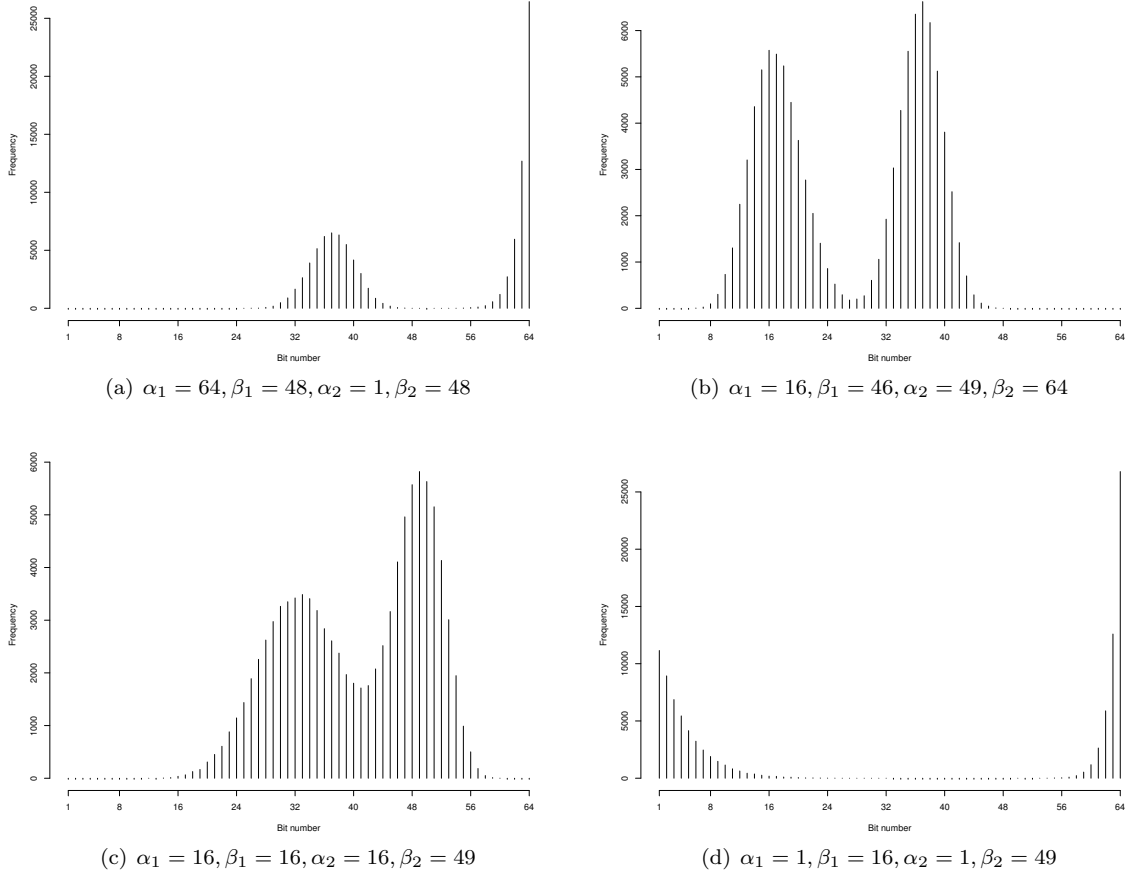 25000
20000
15000
10000
5000
0
Frequency
1 8 16 24 32 40 48 56 64
Bit number
(a) α₁ = 64, β₁ = 48, α₂ = 1, β₂ = 48
6000
5000
4000
3000
2000
1000
0
Frequency
1 8 16 24 32 40 48 56 64
Bit number
(b) α₁ = 16, β₁ = 46, α₂ = 49, β₂ = 64
6000
5000
4000
3000
2000
1000
0
Frequency
1 8 16 24 32 40 48 56 64
Bit number
(c) α₁ = 16, β₁ = 16, α₂ = 16, β₂ = 49
25000
20000
15000
10000
5000
0
Frequency
1 8 16 24 32 40 48 56 64
Bit number
(d) α₁ = 1, β₁ = 16, α₂ = 1, β₂ = 49